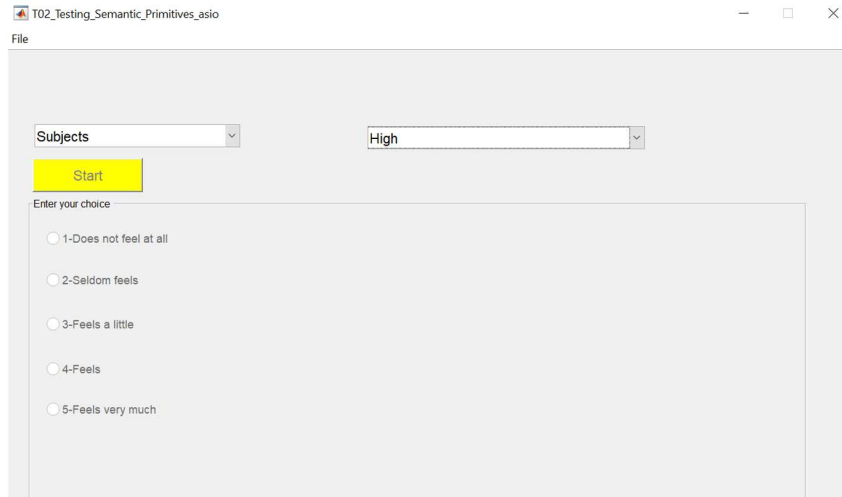 T02_Testing_Semantic_Primitives_asio
File
Subjects
High
Start
Enter your choice
1-Does not feel at all
2-Seldom feels
3-Feels a little
4-Feels
5-Feels very much